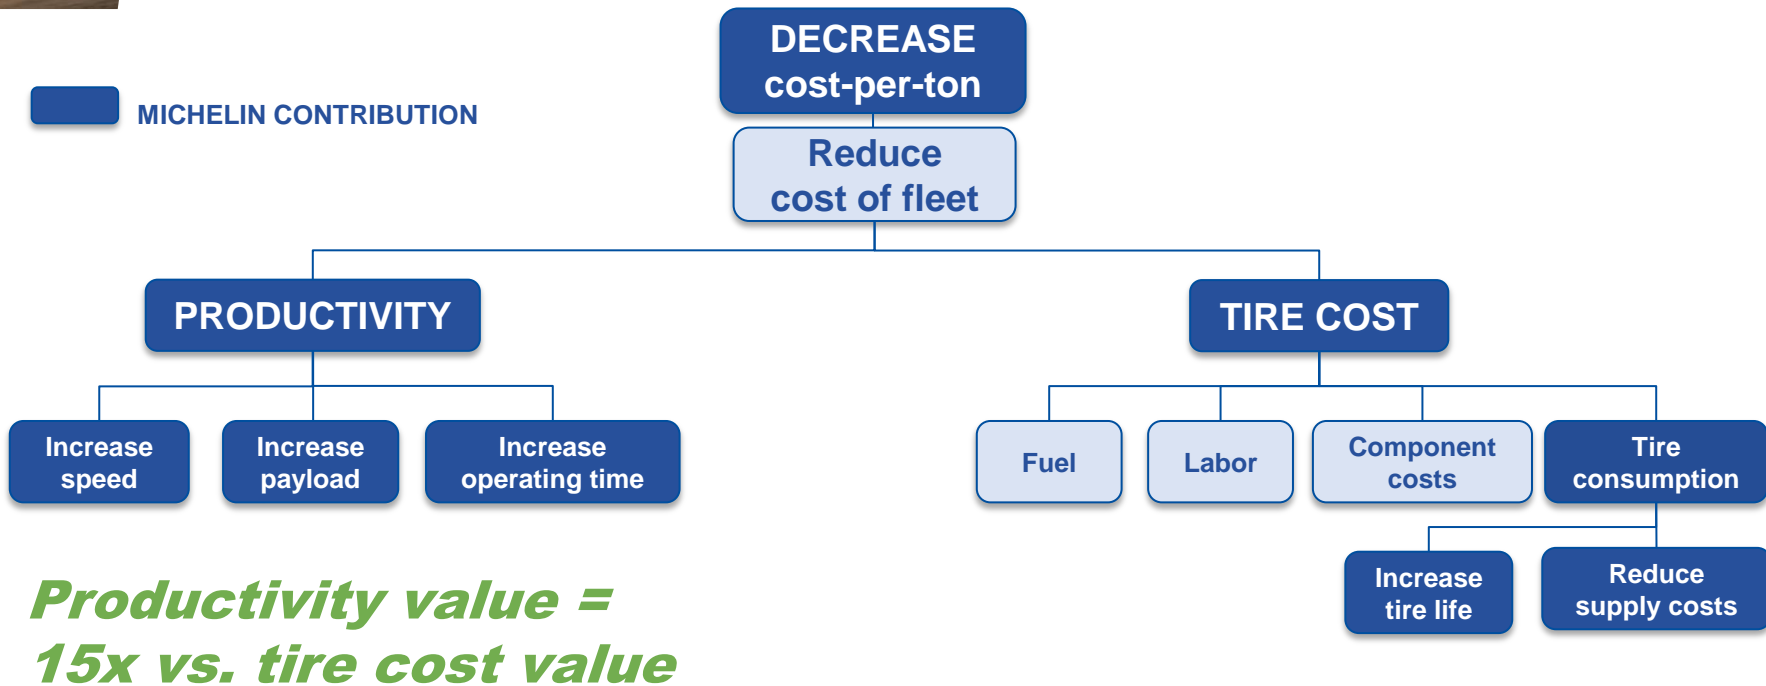 DECREASE
cost-per-ton
MICHELIN CONTRIBUTION
Reduce
cost of fleet
PRODUCTIVITY
TIRE COST
Increase
speed
Increase
payload
Increase
operating time
Fuel
Labor
Component
costs
Tire
consumption
Increase
tire life
Reduce
supply costs
Productivity value =
15x vs. tire cost value